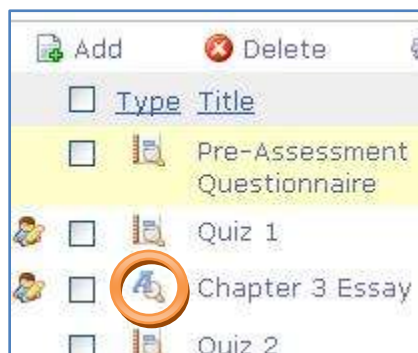 Add Delete
Type Title
Pre-Assessment
Questionnaire
Quiz 1
Chapter 3 Essay
Quiz 2